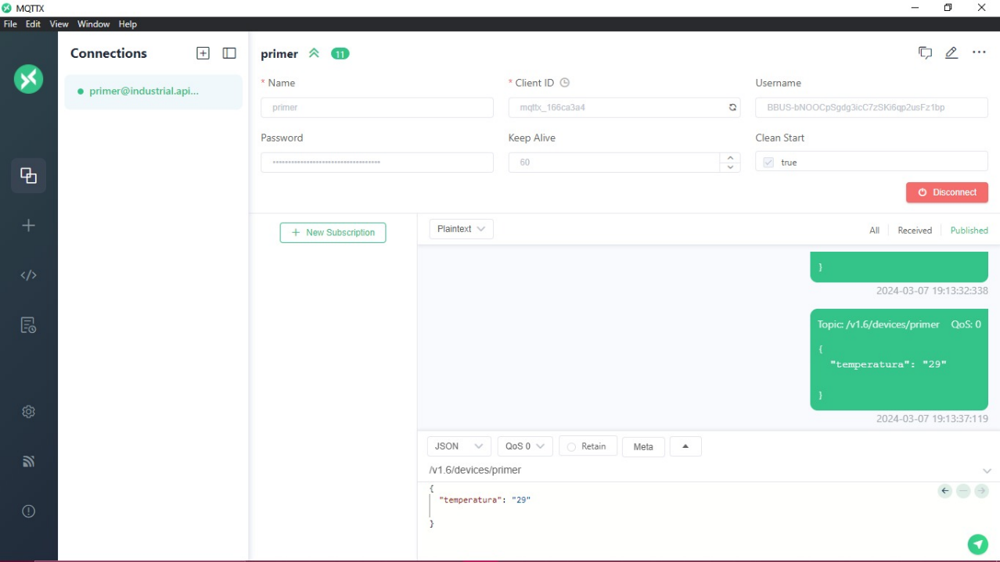 MQTTX
File Edit View Window Help
Connections
primer@industrial.api...
primer 11
* Name
primer
* Client ID
mqttx_166ca3a4
Username
BBUS-bNOOCpSgdg3icC7zSKi6qp2usFz1bp
Password
••••••••••••••••••••••••••••••••••••
Keep Alive
60
Clean Start
true
Disconnect
+ New Subscription
Plaintext
All Received Published
}
2024-03-07 19:13:32:338
Topic: /v1.6/devices/primer QoS: 0
{
"temperatura": "29"
}
2024-03-07 19:13:37:119
JSON QoS 0 Retain Meta
/v1.6/devices/primer
{
"temperatura": "29"
}